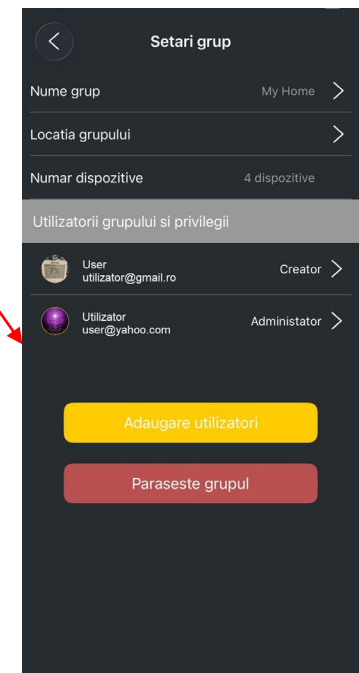 Setari grup
Nume grup My Home
Locatia grupului
Numar dispozitive 4 dispozitive
Utilizatorii grupului si privilegii
User
utilizator@gmail.ro Creator
Utilizator
user@yahoo.com Administator
Adaugare utilizatori
Paraseste grupul